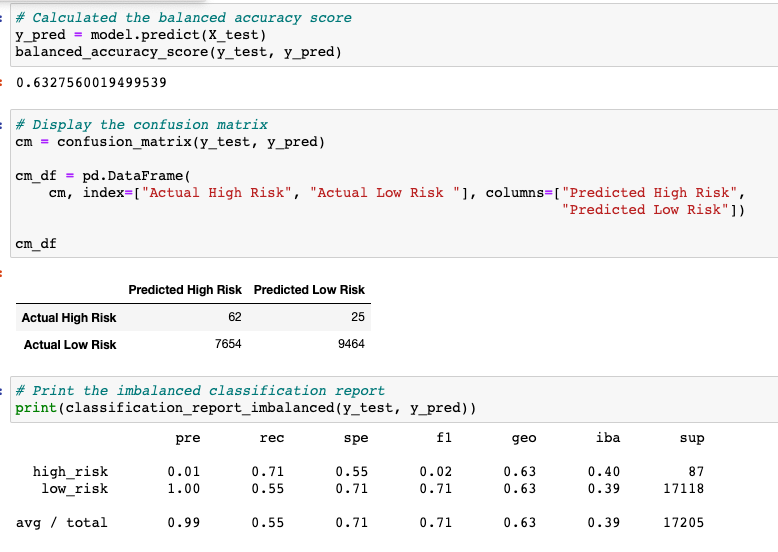 # Calculated the balanced accuracy score
y_pred = model.predict(X_test)
balanced_accuracy_score(y_test, y_pred)
0.6327560019499539
# Display the confusion matrix
cm = confusion_matrix(y_test, y_pred)
cm_df = pd.DataFrame(
cm, index=["Actual High Risk", "Actual Low Risk "], columns=["Predicted High Risk",
"Predicted Low Risk"])
cm_df
Predicted High Risk Predicted Low Risk
Actual High Risk 62 25
Actual Low Risk 7654 9464
# Print the imbalanced classification report
print(classification_report_imbalanced(y_test, y_pred))
pre rec spe f1 geo iba sup
high_risk 0.01 0.71 0.55 0.02 0.63 0.40 87
low_risk 1.00 0.55 0.71 0.71 0.63 0.39 17118
avg / total 0.99 0.55 0.71 0.71 0.63 0.39 17205